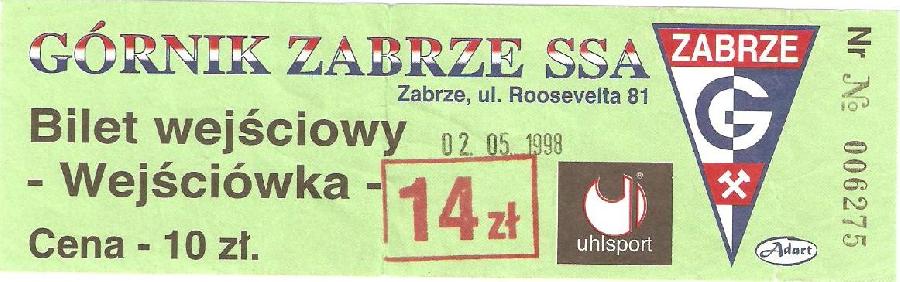 GÓRNIK ZABRZE SSA
Zabrze, ul. Roosevelta 81
Bilet wejściowy
02. 05. 1998
- Wejściówka -
14 zł
Cena - 10 zł.
uhlsport
®
ZABRZE
G
Adart
Nr № 006275